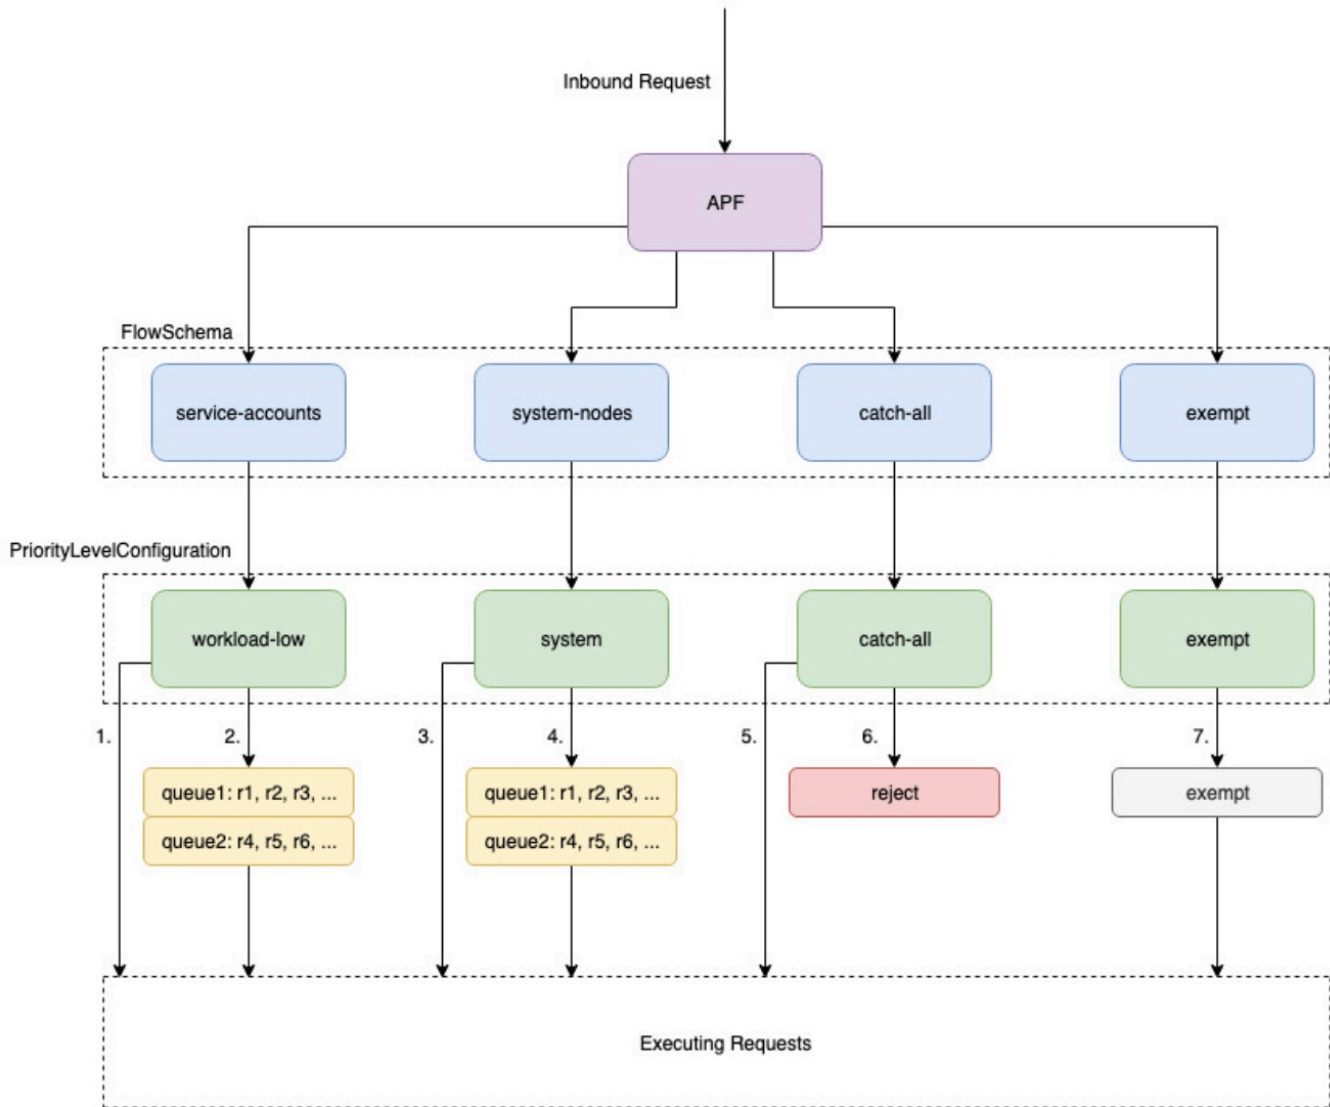 Inbound Request
APF
FlowSchema
service-accounts
system-nodes
catch-all
exempt
PriorityLevelConfiguration
workload-low
system
catch-all
exempt
1.
2.
3.
4.
5.
6.
7.
queue1: r1, r2, r3, ...
queue1: r1, r2, r3, ...
reject
exempt
queue2: r4, r5, r6, ...
queue2: r4, r5, r6, ...
Executing Requests